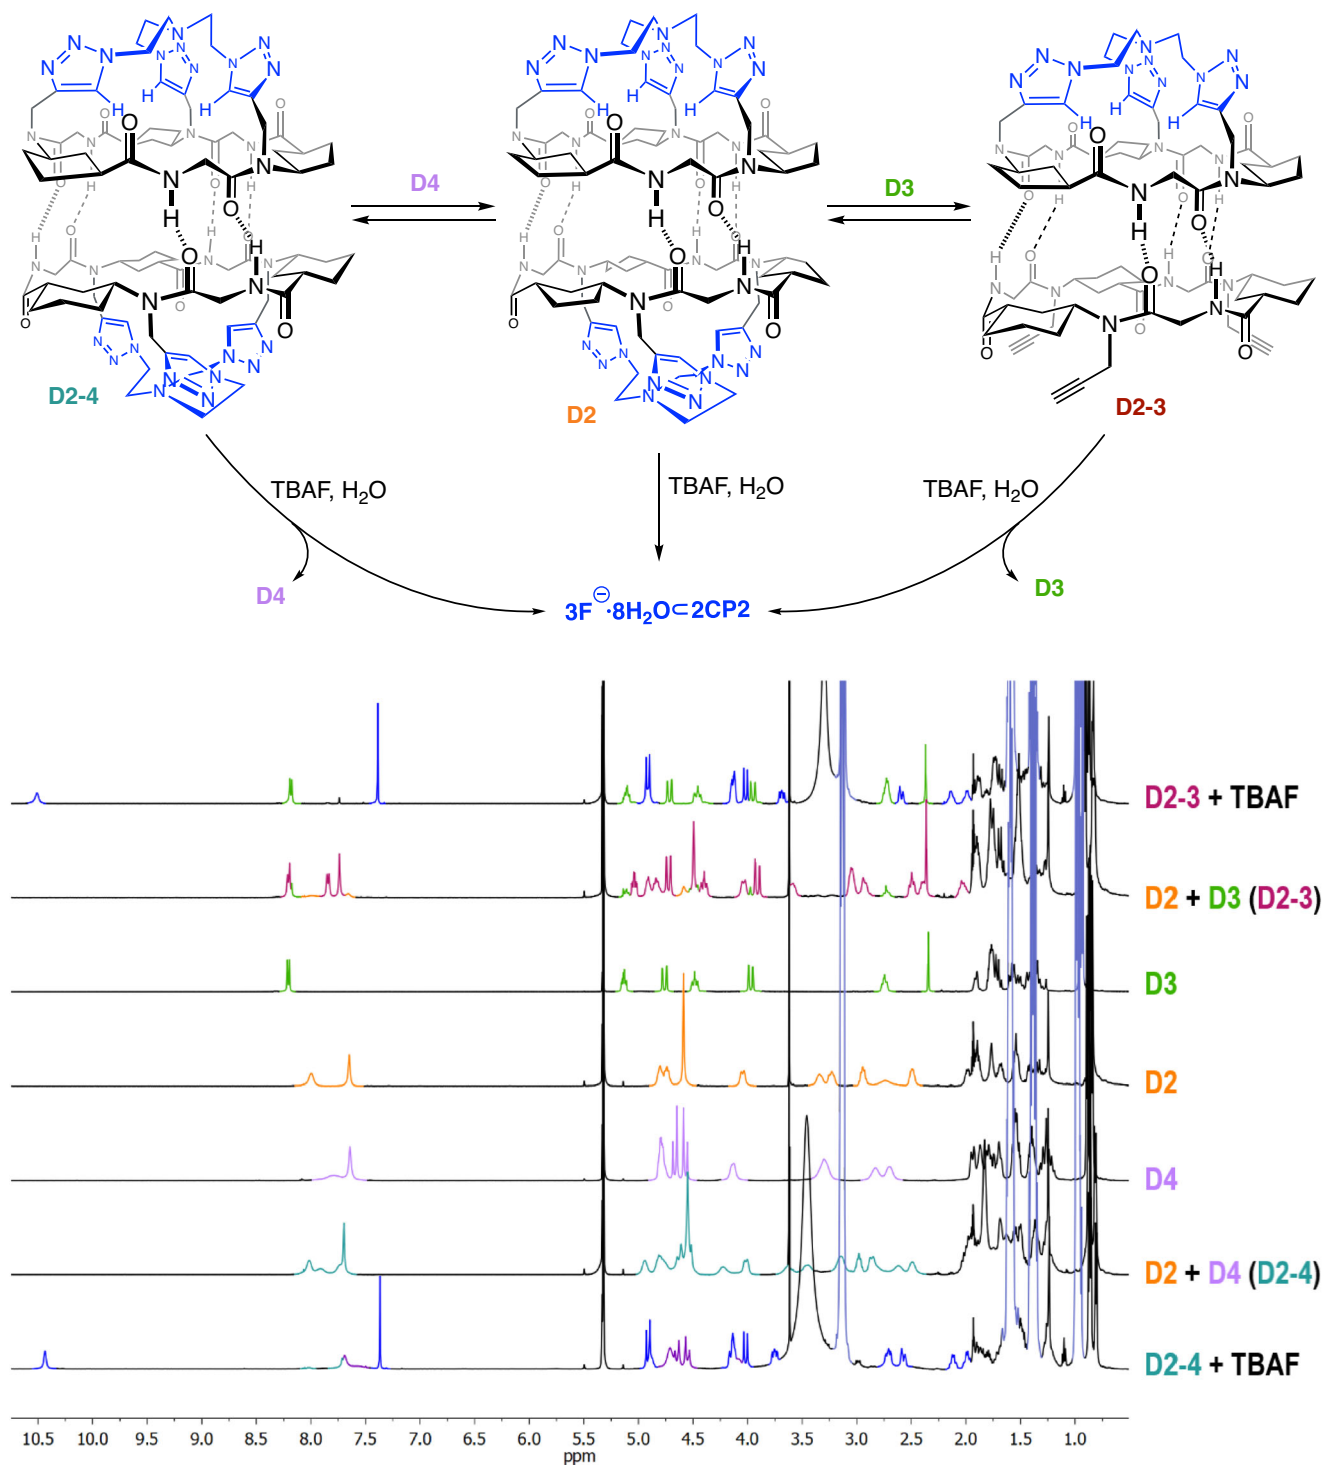 D4
D3
D2-4
D2
D2-3
TBAF, H₂O
TBAF, H₂O
TBAF, H₂O
D4
D3
3F⊖·8H₂O⊂2CP2
D2-3 + TBAF
D2 + D3 (D2-3)
D3
D2
D4
D2 + D4 (D2-4)
D2-4 + TBAF
10.5 10.0 9.5 9.0 8.5 8.0 7.5 7.0 6.5 6.0 5.5 5.0 4.5 4.0 3.5 3.0 2.5 2.0 1.5 1.0
ppm